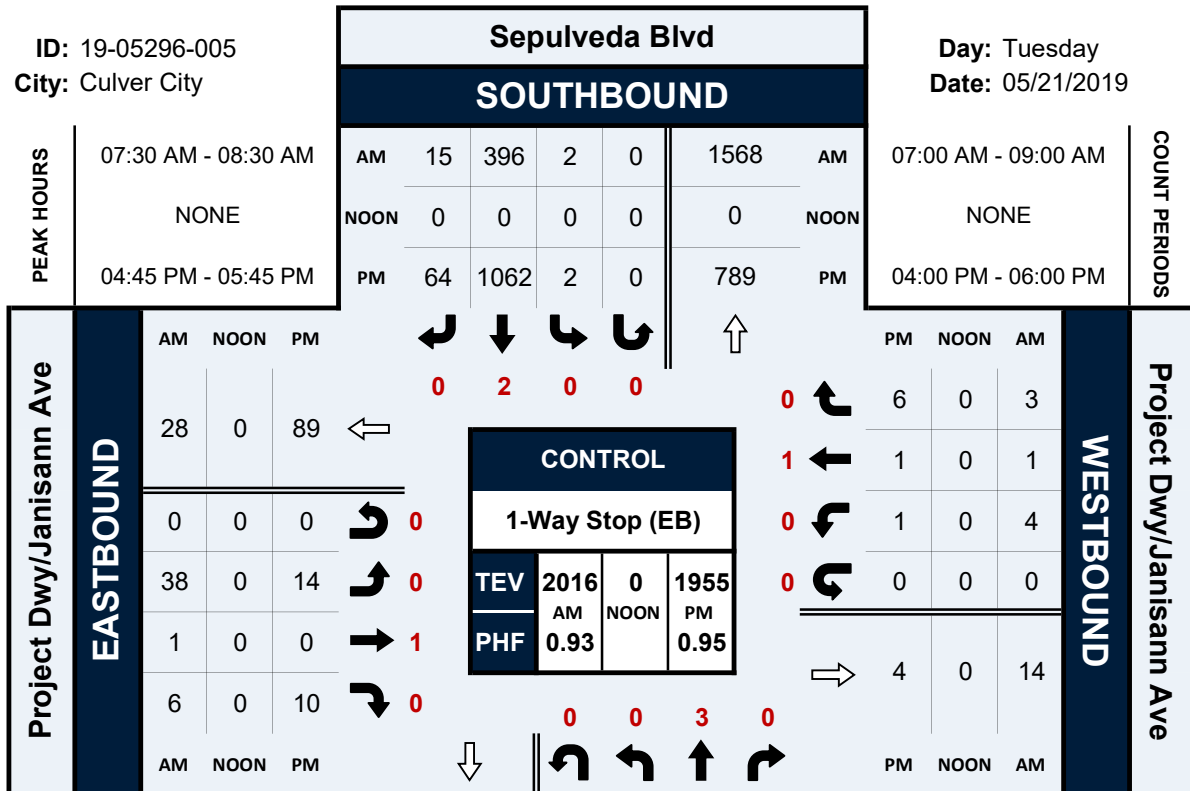 Sepulveda Blvd
SOUTHBOUND
ID: 19-05296-005
City: Culver City
Day: Tuesday
Date: 05/21/2019
PEAK HOURS
07:30 AM - 08:30 AM
NONE
04:45 PM - 05:45 PM
AM 15 396 2 0 1568 AM
NOON 0 0 0 0 0 NOON
PM 64 1062 2 0 789 PM
07:00 AM - 09:00 AM
NONE
04:00 PM - 06:00 PM
COUNT PERIODS
0 2 0 0
Project Dwy/Janisann Ave
EASTBOUND
AM NOON PM
28 0 89
0 0 0 0
38 0 14 0
1 0 0 1
6 0 10 0
AM NOON PM
CONTROL
1-Way Stop (EB)
TEV 2016 0 1955
AM NOON PM
PHF 0.93 0.95
PM NOON AM
0 6 0 3
1 1 0 1
0 1 0 4
0 0 0 0
4 0 14
PM NOON AM
WESTBOUND
Project Dwy/Janisann Ave
0 0 3 0